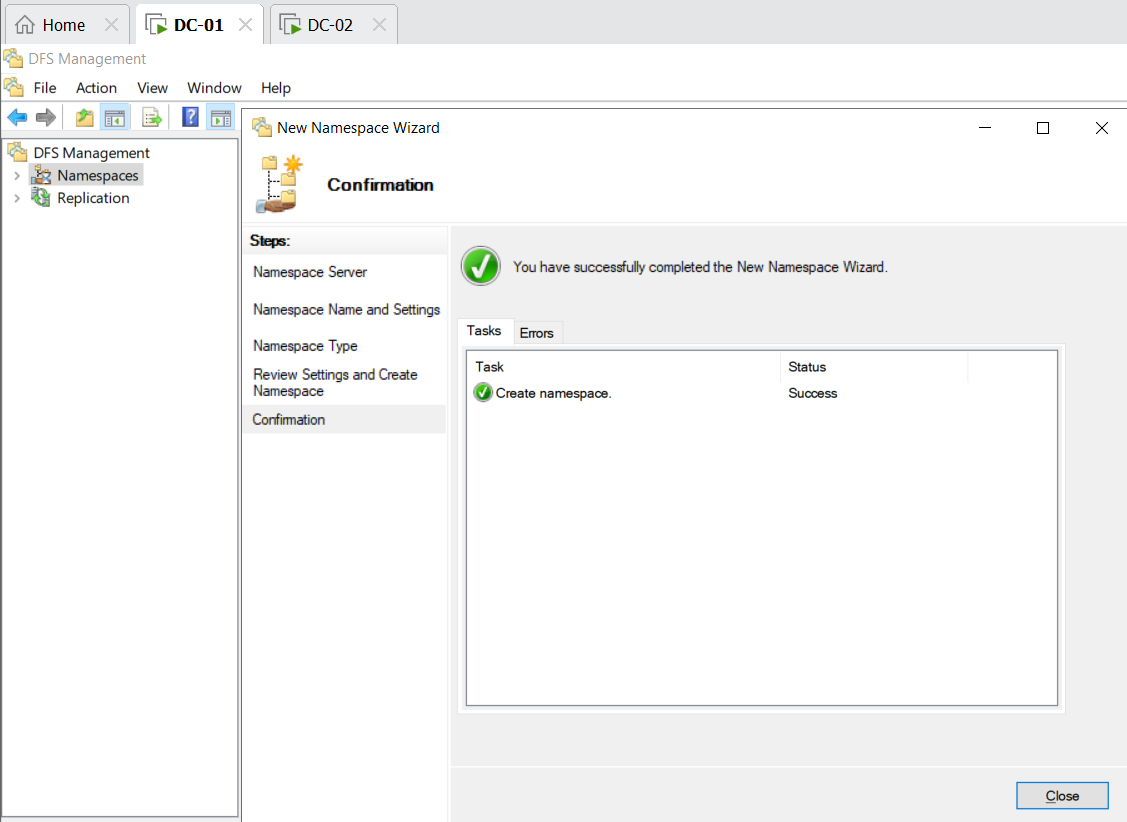 Home
DC-01
DC-02
DFS Management
File Action View Window Help
New Namespace Wizard
DFS Management
Namespaces
Replication
Confirmation
Steps:
Namespace Server
Namespace Name and Settings
Namespace Type
Review Settings and Create
Namespace
Confirmation
You have successfully completed the New Namespace Wizard.
Tasks Errors
Task Status
Create namespace. Success
Close